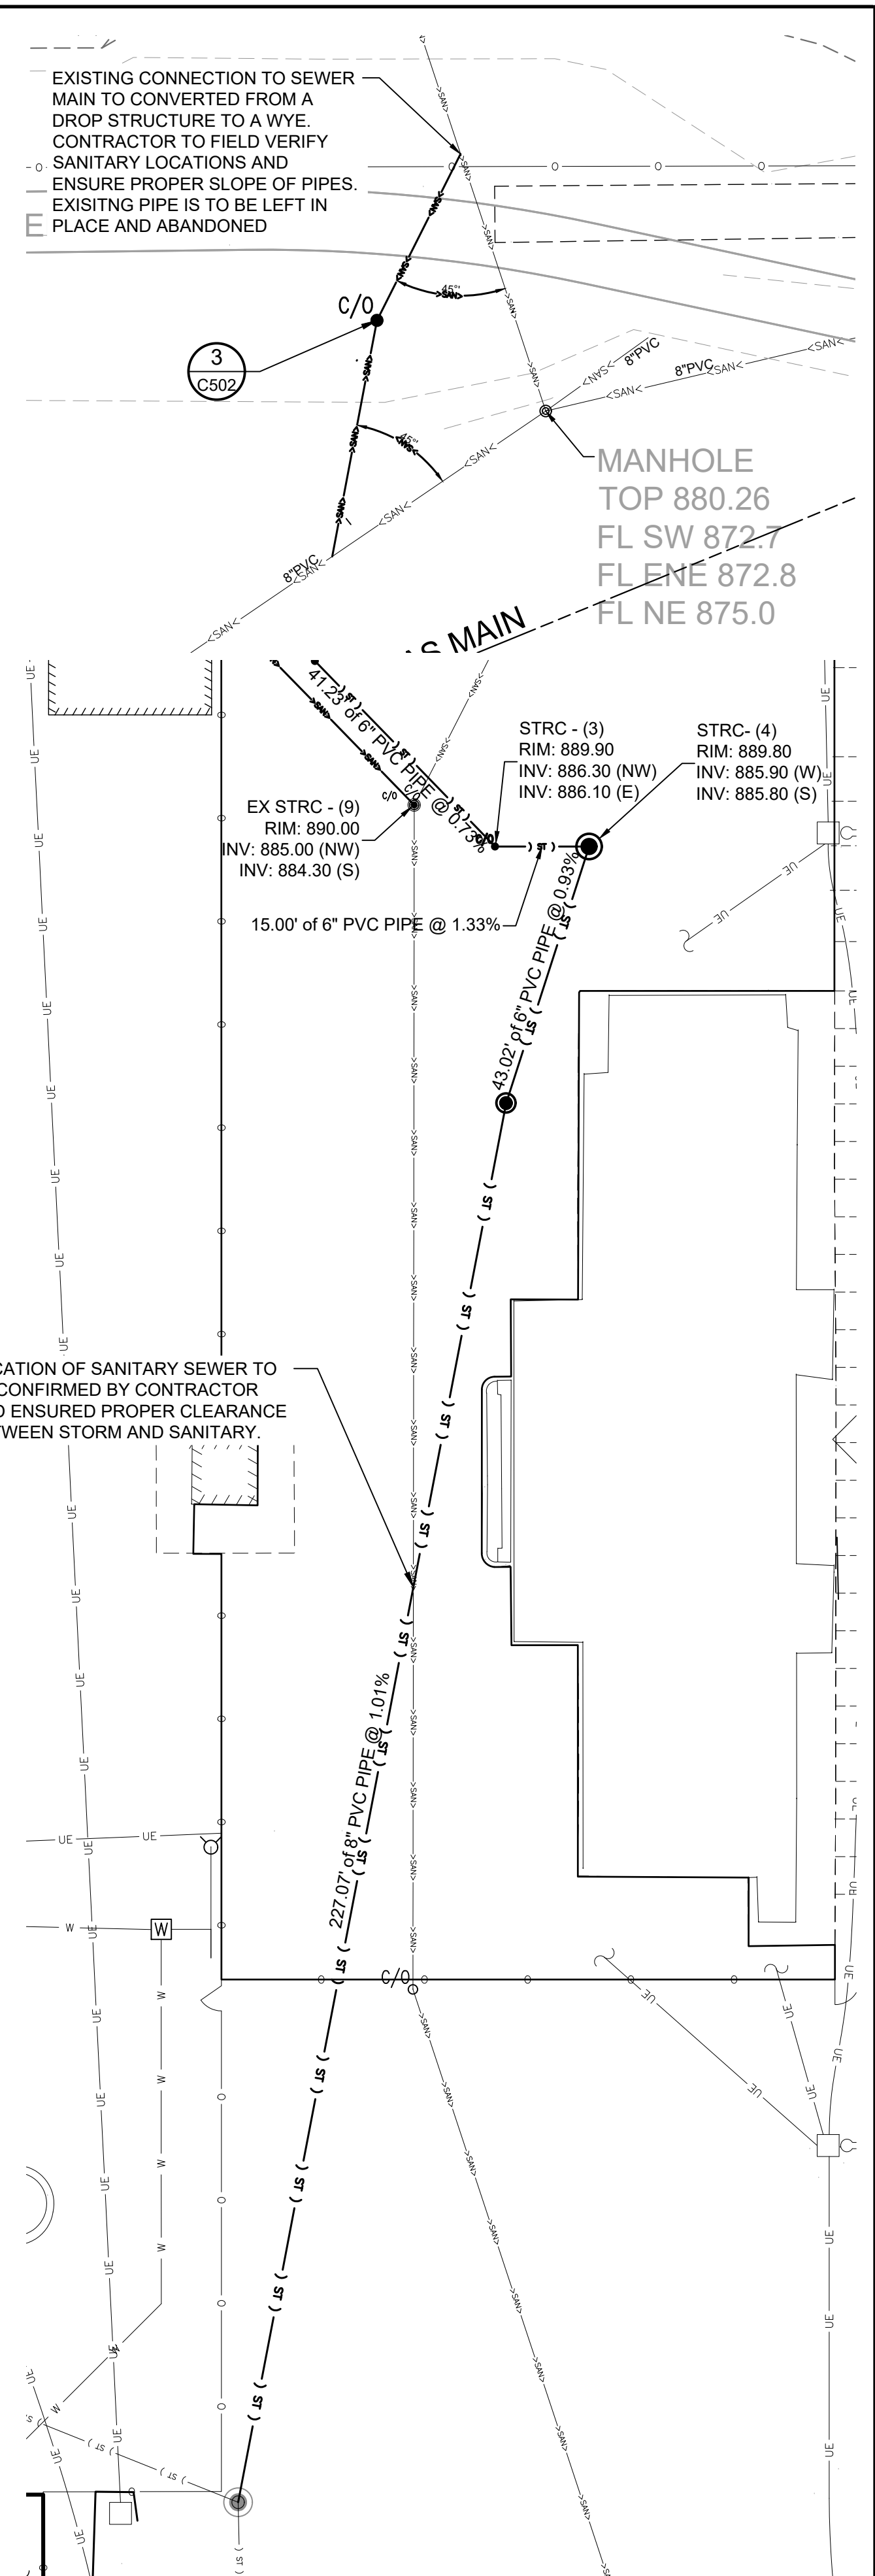 EXISTING CONNECTION TO SEWER
MAIN TO CONVERTED FROM A
DROP STRUCTURE TO A WYE.
CONTRACTOR TO FIELD VERIFY
SANITARY LOCATIONS AND
ENSURE PROPER SLOPE OF PIPES.
EXISITNG PIPE IS TO BE LEFT IN
PLACE AND ABANDONED
E
C/O
3
C502
45°
45°
8"PVC
8"PVC
8"PVC
MANHOLE
TOP 880.26
FL SW 872.7
FL ENE 872.8
FL NE 875.0
AS MAIN
41.23' of 6" PVC PIPE @ 0.73%
STRC - (3)
RIM: 889.90
INV: 886.30 (NW)
INV: 886.10 (E)
STRC- (4)
RIM: 889.80
INV: 885.90 (W)
INV: 885.80 (S)
C/O
C/O
C/O
EX STRC - (9)
RIM: 890.00
INV: 885.00 (NW)
INV: 884.30 (S)
15.00' of 6" PVC PIPE @ 1.33%
43.02' of 6" PVC PIPE @ 0.93%
CATION OF SANITARY SEWER TO
CONFIRMED BY CONTRACTOR
ENSURED PROPER CLEARANCE
TWEEN STORM AND SANITARY.
227.07' of 8" PVC PIPE @ 1.01%
C/O
SAN
ST
UE
W
W